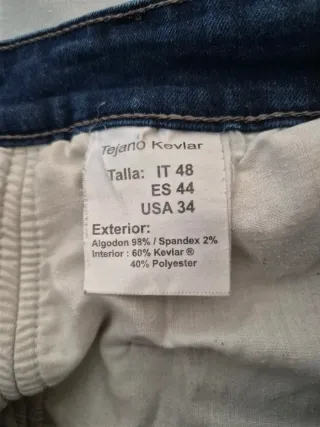 Tejano Kevlar
Talla: IT 48
ES 44
USA 34
Exterior:
Algodon 98% / Spandex 2%
Interior : 60% Kevlar ®
40% Polyester